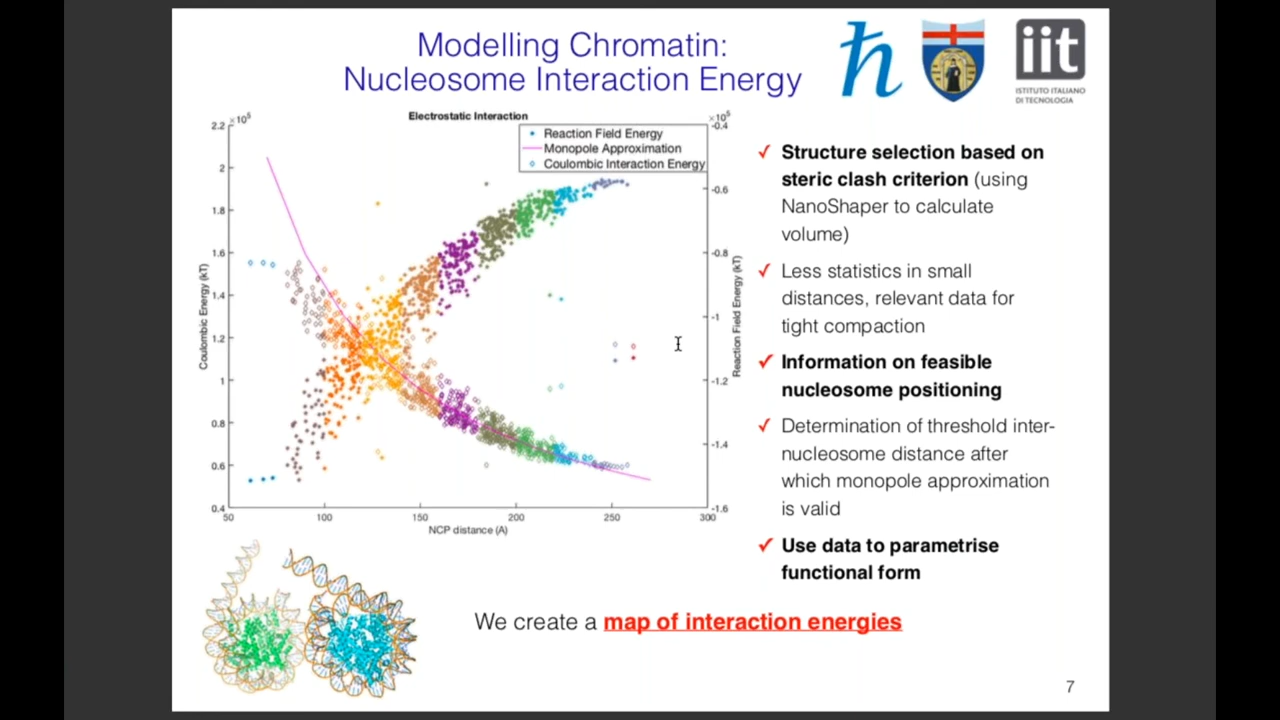 Modelling Chromatin:
Nucleosome Interaction Energy
ħ
iit
ISTITUTO ITALIANO
DI TECNOLOGIA
Electrostatic Interaction
×10⁵
×10⁵
Reaction Field Energy
Monopole Approximation
Coulombic Interaction Energy
2.2
2
1.8
1.6
1.4
1.2
1
0.8
0.6
0.4
Coulombic Energy (kT)
-0.4
-0.6
-0.8
-1
-1.2
-1.4
-1.6
Reaction Field Energy (kT)
50
100
150
200
250
300
NCP distance (A)
✓ Structure selection based on
steric clash criterion (using
NanoShaper to calculate
volume)
✓ Less statistics in small
distances, relevant data for
tight compaction
✓ Information on feasible
nucleosome positioning
✓ Determination of threshold inter-
nucleosome distance after
which monopole approximation
is valid
✓ Use data to parametrise
functional form
We create a map of interaction energies
7